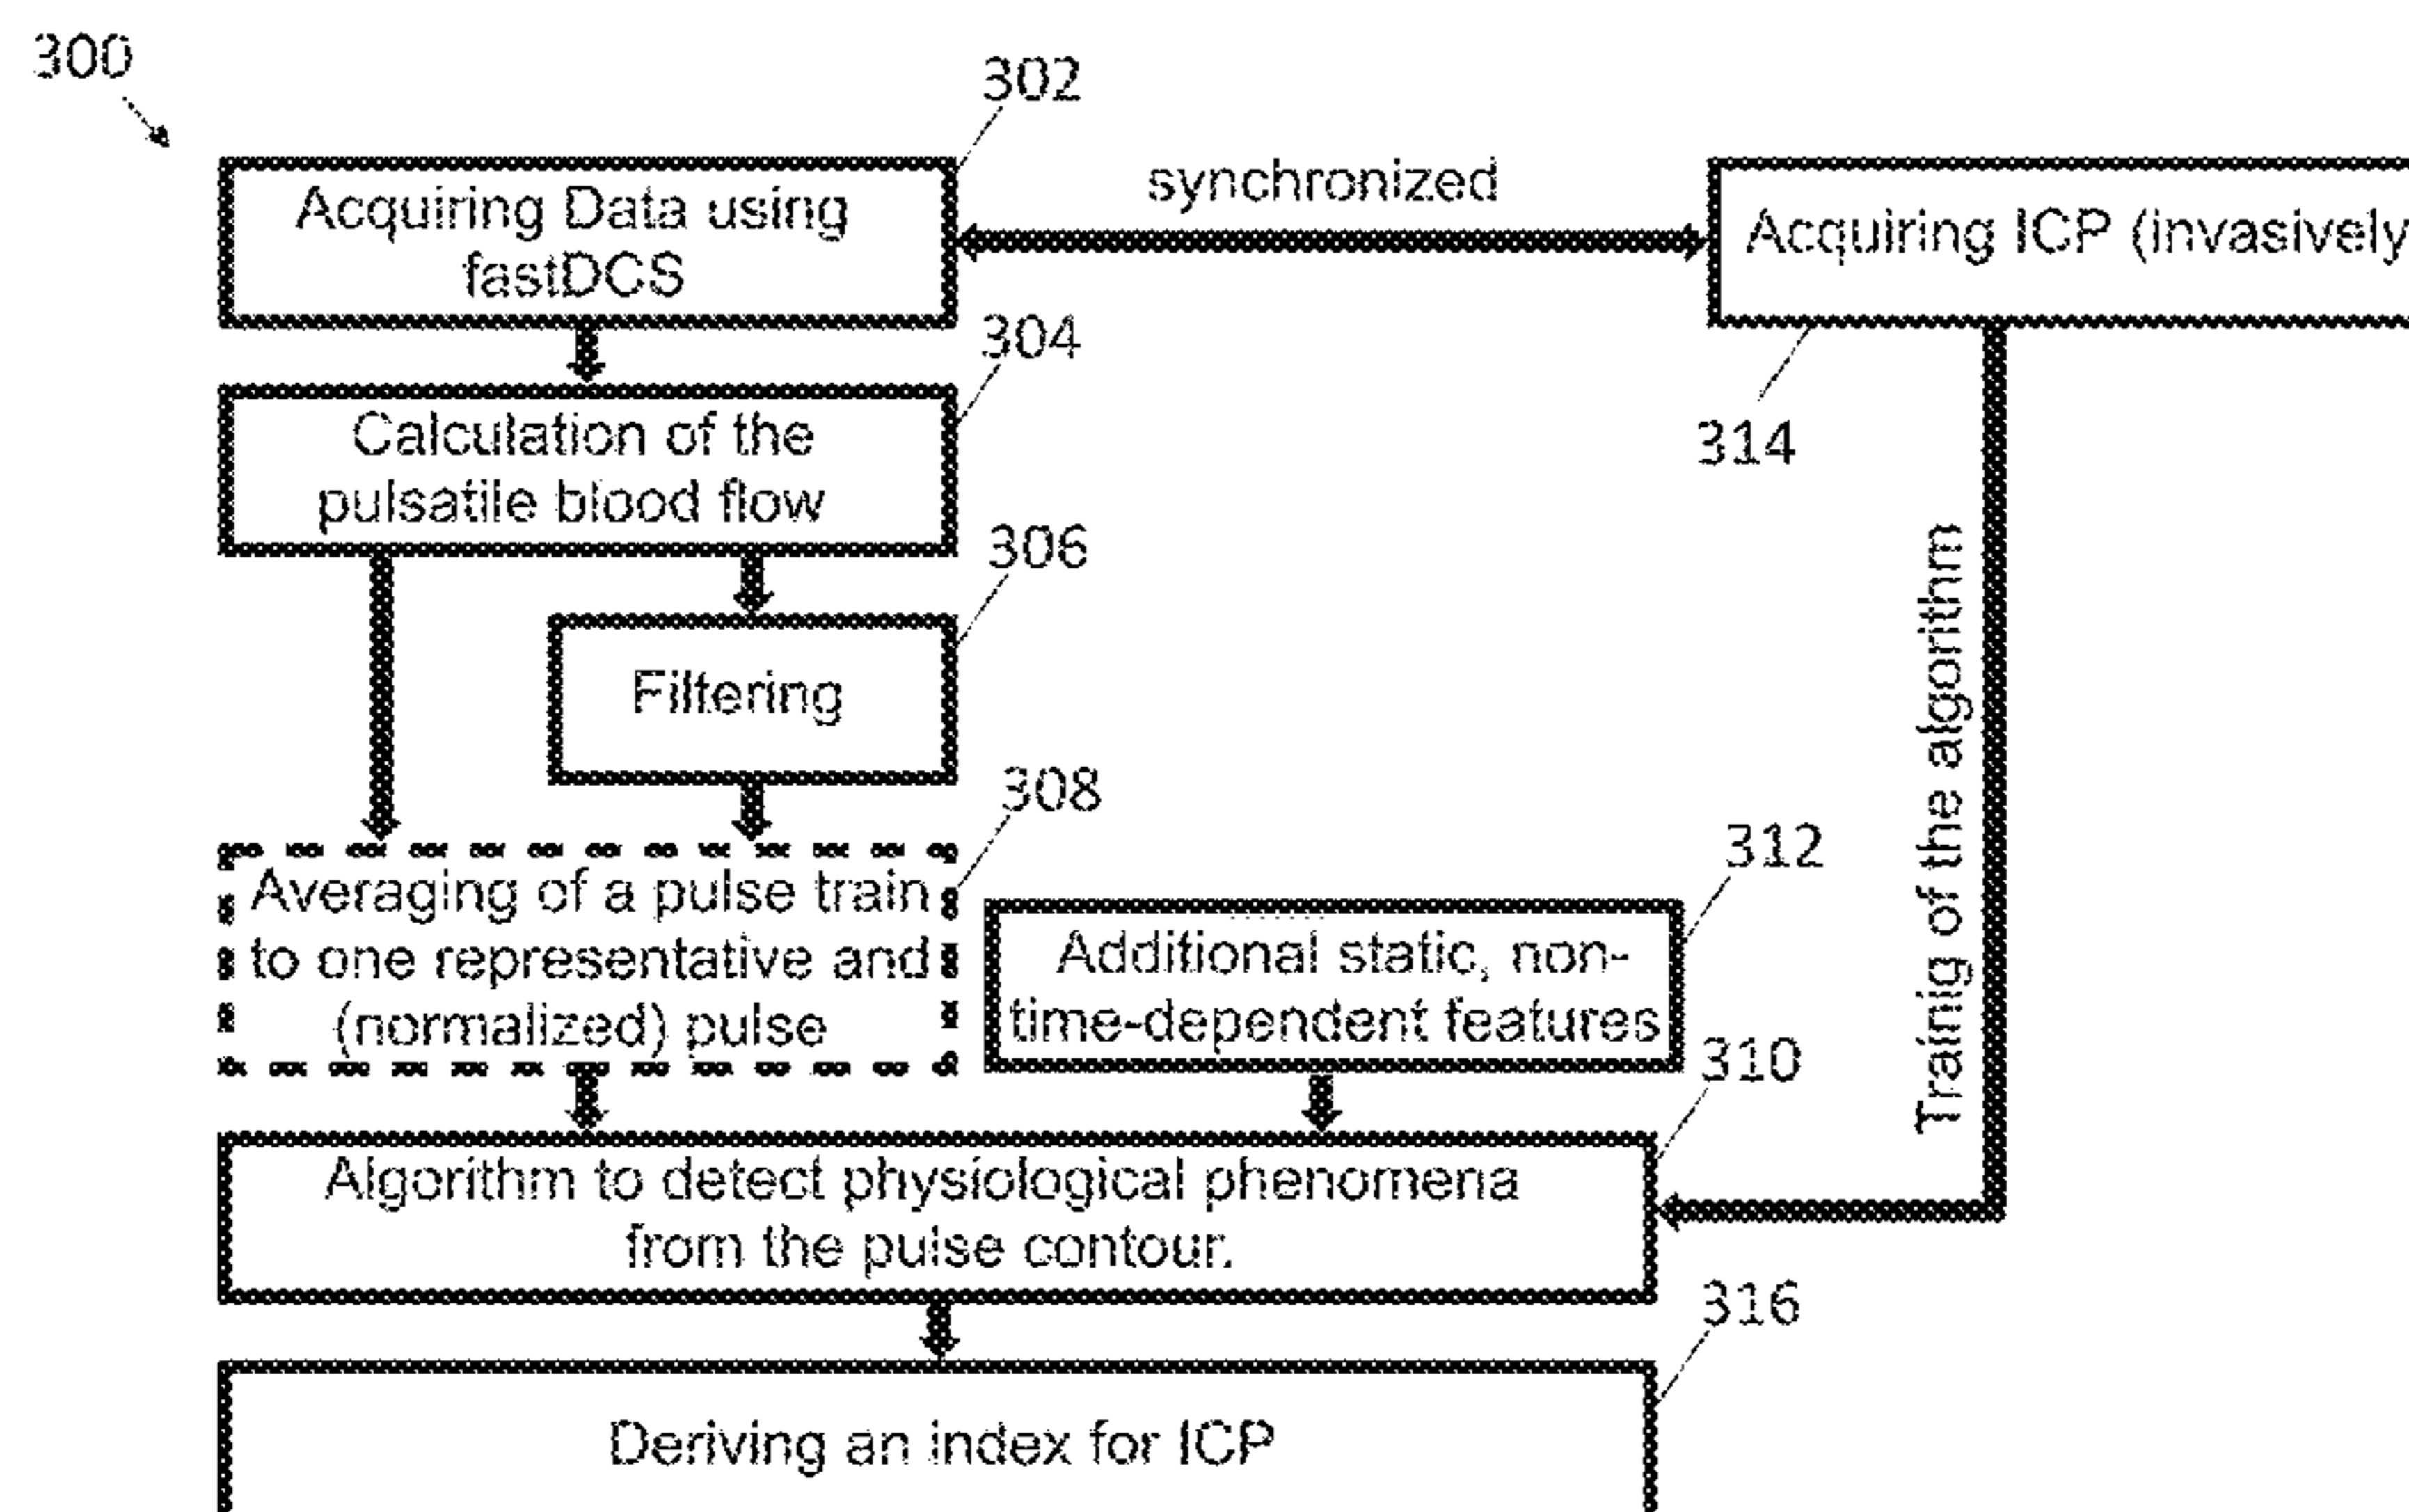 300
302
Acquiring Data using
fastDCS
synchronized
Acquiring ICP (invasively
314
304
Calculation of the
pulsatile blood flow
306
Filtering
308
Averaging of a pulse train
to one representative and
(normalized) pulse
312
Additional static, non-
time-dependent features
Trainig of the algorithm
310
Algorithm to detect physiological phenomena
from the pulse contour.
316
Deriving an index for ICP